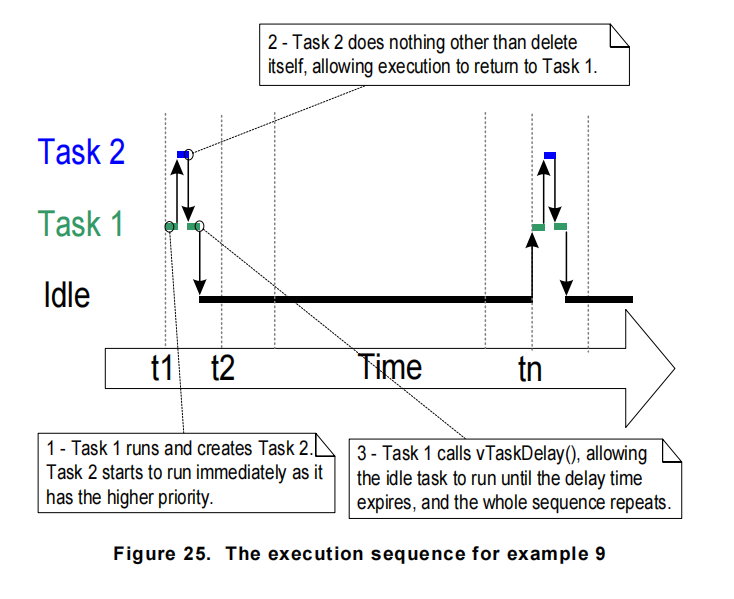 2 - Task 2 does nothing other than delete
itself, allowing execution to return to Task 1.
Task 2
Task 1
Idle
t1
t2
Time
tn
1 - Task 1 runs and creates Task 2.
Task 2 starts to run immediately as it
has the higher priority.
3 - Task 1 calls vTaskDelay(), allowing
the idle task to run until the delay time
expires, and the whole sequence repeats.
Figure 25. The execution sequence for example 9